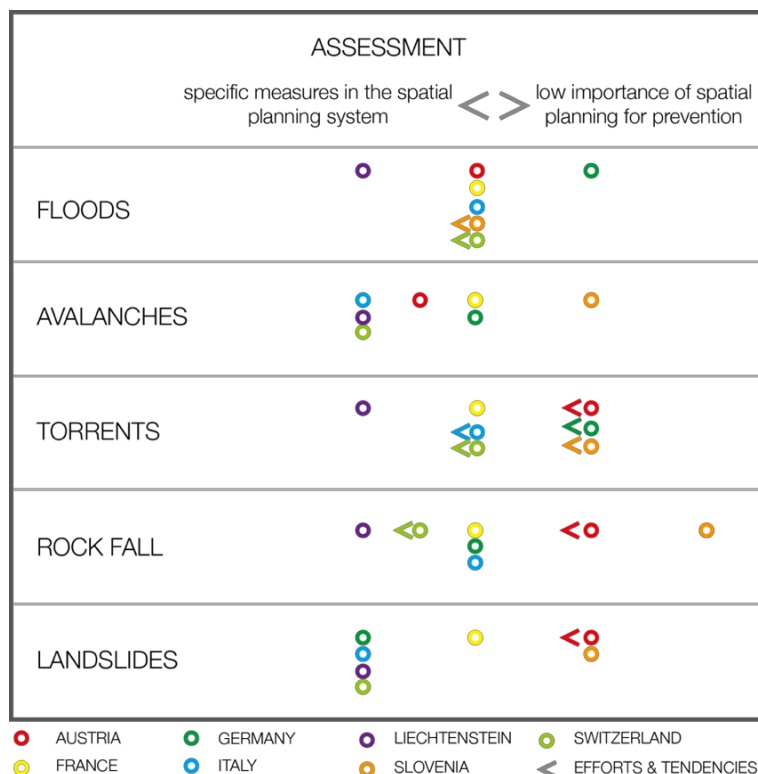 ASSESSMENT
specific measures in the spatial planning system
low importance of spatial planning for prevention
FLOODS
AVALANCHES
TORRENTS
ROCK FALL
LANDSLIDES
AUSTRIA
GERMANY
LIECHTENSTEIN
SWITZERLAND
FRANCE
ITALY
SLOVENIA
EFFORTS & TENDENCIES